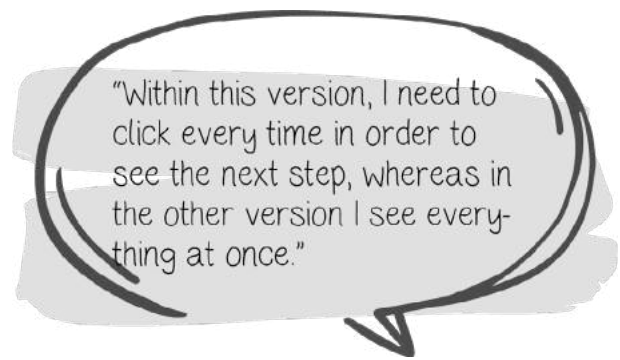 “Within this version, I need to
click every time in order to
see the next step, whereas in
the other version I see every-
thing at once.”